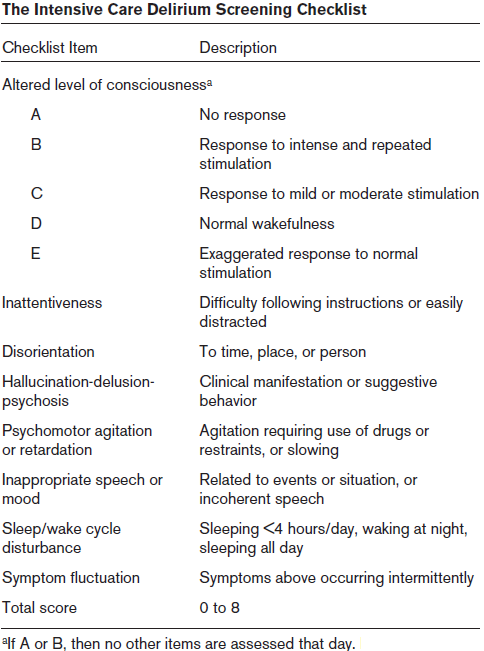 The Intensive Care Delirium Screening Checklist
Checklist Item Description
Altered level of consciousnessᵃ
A No response
B Response to intense and repeated
stimulation
C Response to mild or moderate stimulation
D Normal wakefulness
E Exaggerated response to normal
stimulation
Inattentiveness Difficulty following instructions or easily
distracted
Disorientation To time, place, or person
Hallucination-delusion- Clinical manifestation or suggestive
psychosis behavior
Psychomotor agitation Agitation requiring use of drugs or
or retardation restraints, or slowing
Inappropriate speech or Related to events or situation, or
mood incoherent speech
Sleep/wake cycle Sleeping <4 hours/day, waking at night,
disturbance sleeping all day
Symptom fluctuation Symptoms above occurring intermittently
Total score 0 to 8
ᵃIf A or B, then no other items are assessed that day.